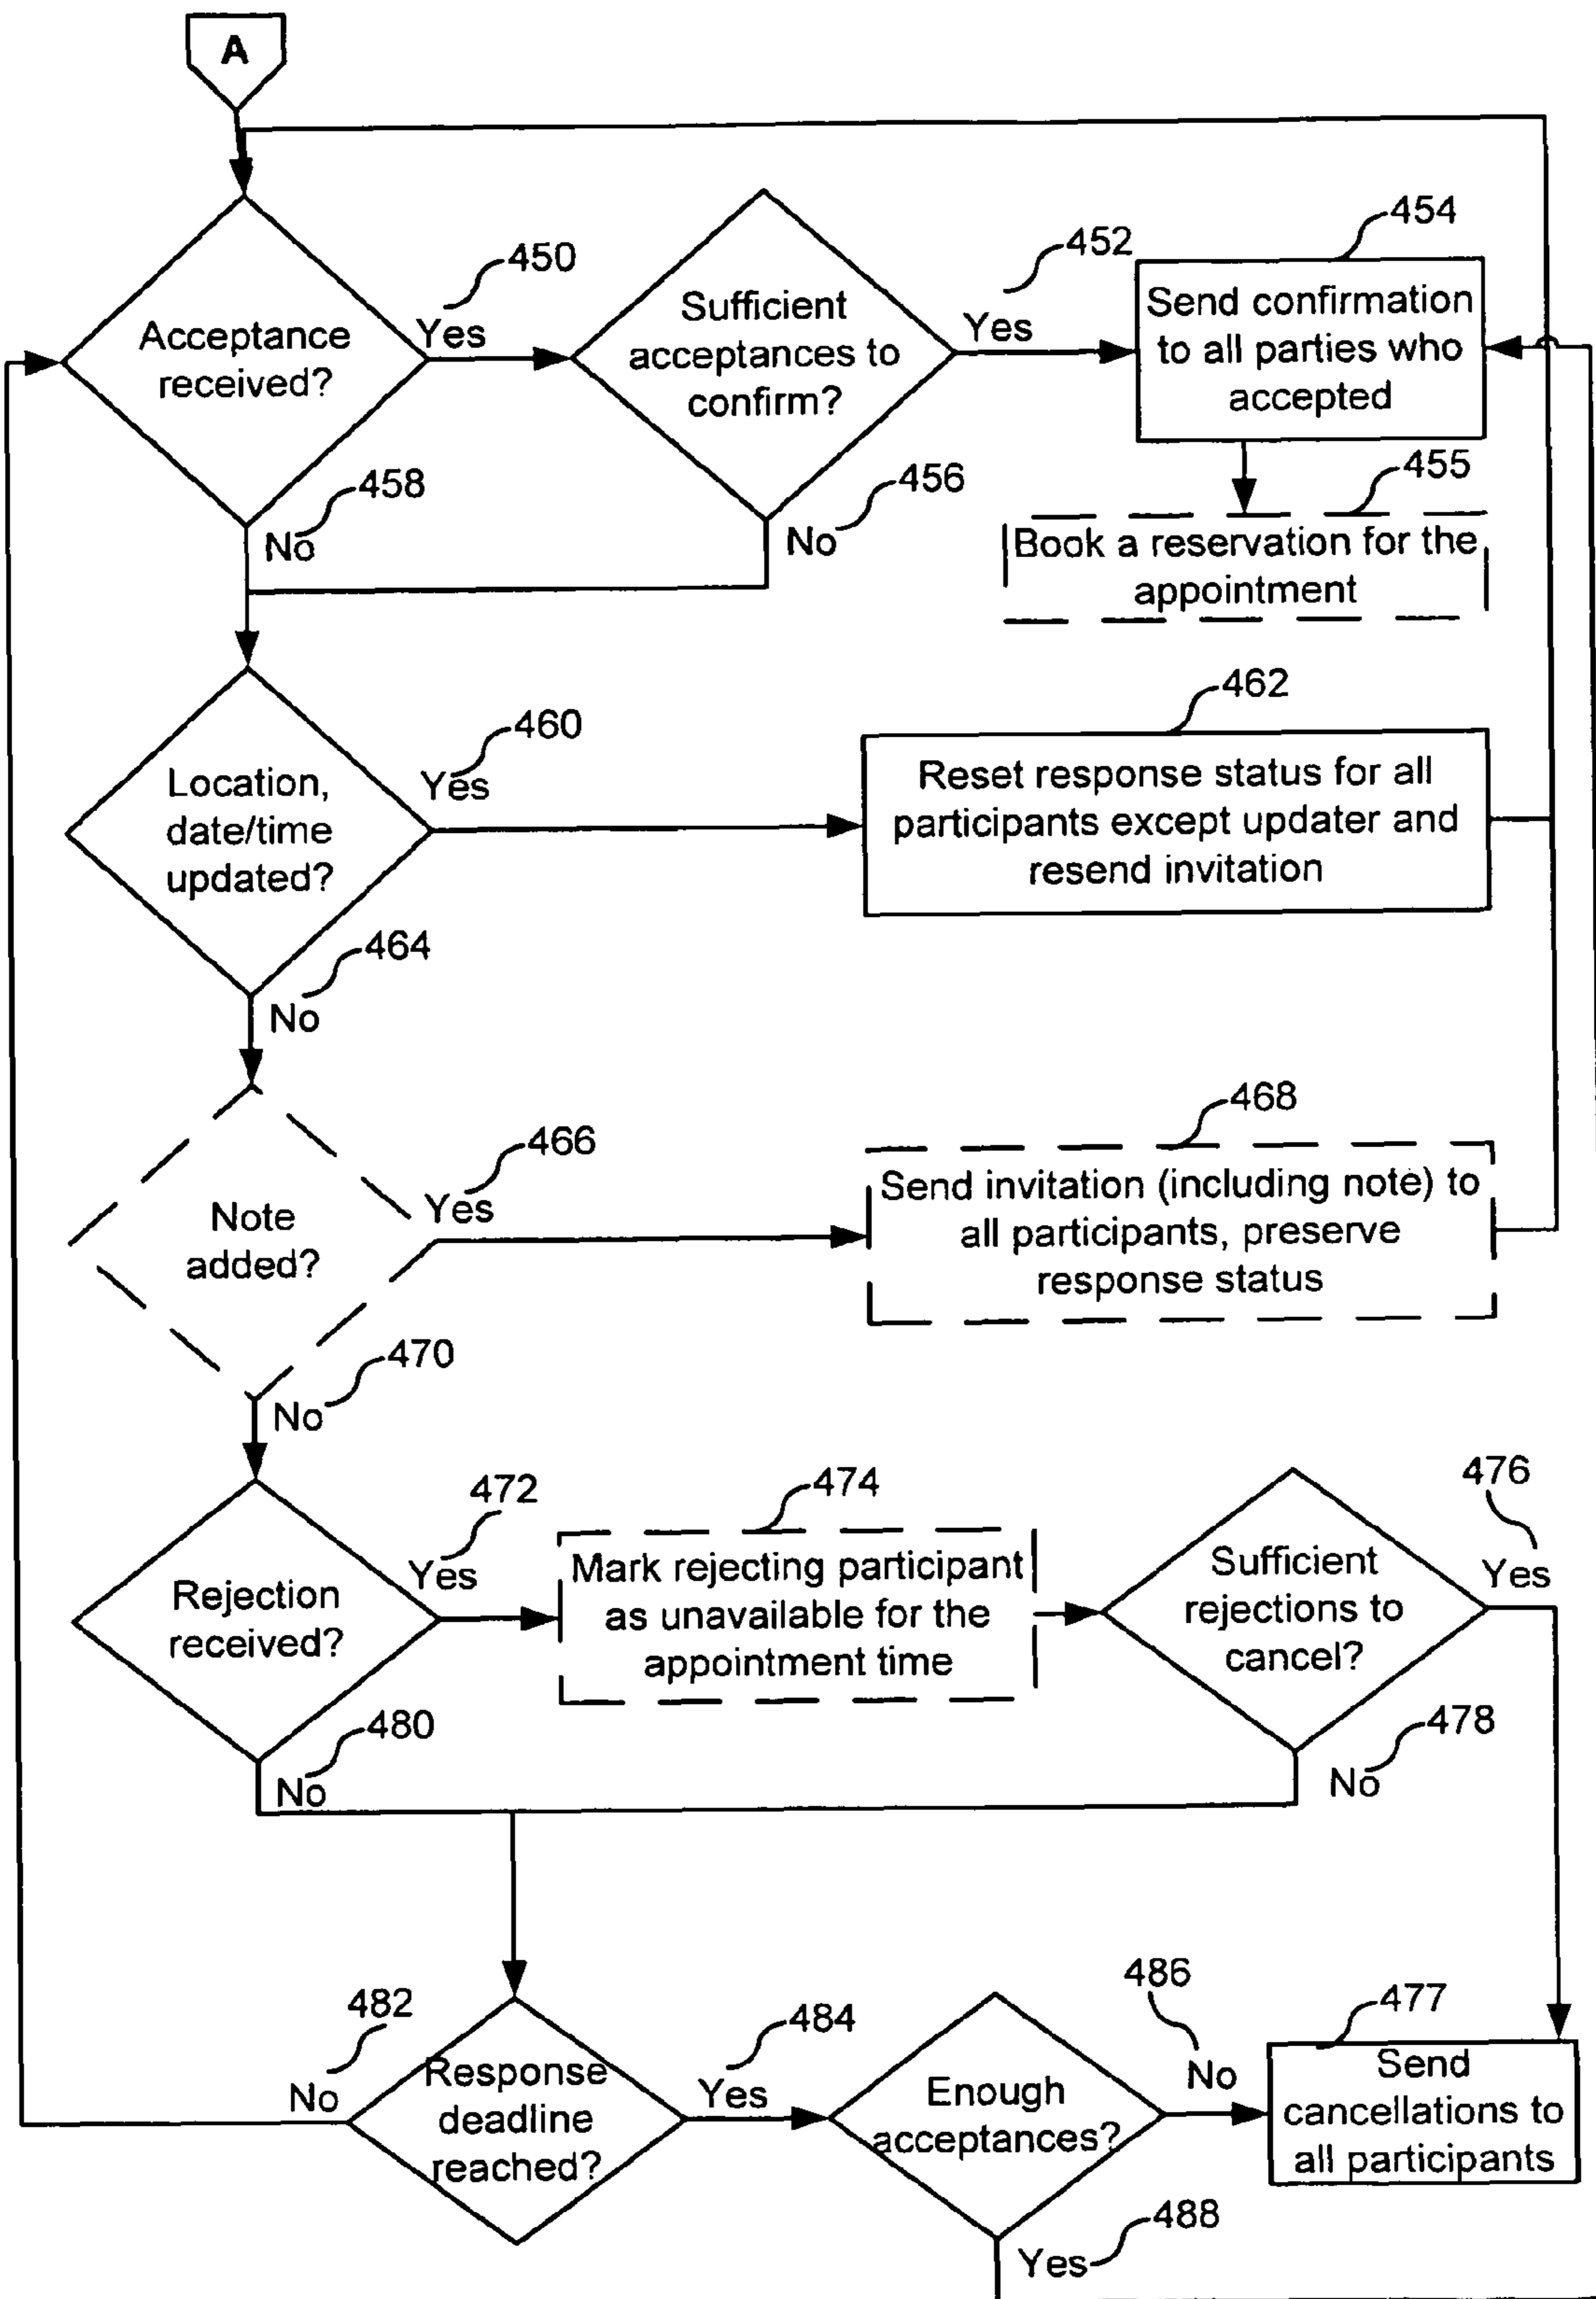 A
450
Acceptance
received?
Yes
Sufficient
acceptances to
confirm?
452
Yes
454
Send confirmation
to all parties who
accepted
458
No
456
No
455
Book a reservation for the
appointment
Location,
date/time
updated?
460
Yes
462
Reset response status for all
participants except updater and
resend invitation
464
No
Note
added?
466
Yes
468
Send invitation (including note) to
all participants, preserve
response status
470
No
Rejection
received?
472
Yes
474
Mark rejecting participant
as unavailable for the
appointment time
Sufficient
rejections to
cancel?
476
Yes
480
No
478
No
482
No
Response
deadline
reached?
484
Yes
Enough
acceptances?
486
No
477
Send
cancellations to
all participants
488
Yes